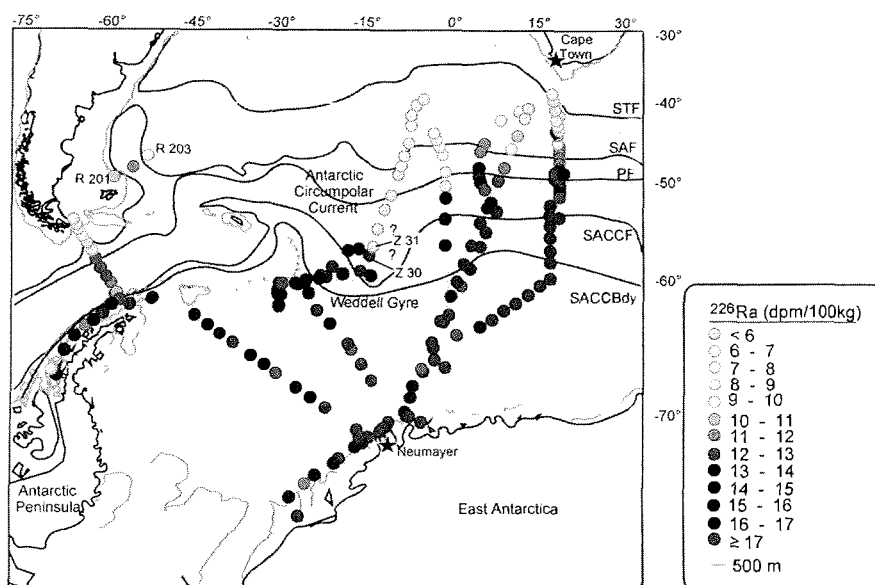 -75° -60° -45° -30° -15° 0° 15° 30°
-30°
Cape
Town
-40°
STF
R 203
SAF
R 201
PF
-50°
Antarctic
Circumpolar
Current
?
Z 31
?
SACCF
Z 30
-60°
Weddell Gyre
SACCBdy
-70°
Neumayer
Antarctic
Peninsula
East Antarctica
²²⁶Ra (dpm/100kg)
< 6
6 - 7
7 - 8
8 - 9
9 - 10
10 - 11
11 - 12
12 - 13
13 - 14
14 - 15
15 - 16
16 - 17
≥ 17
500 m